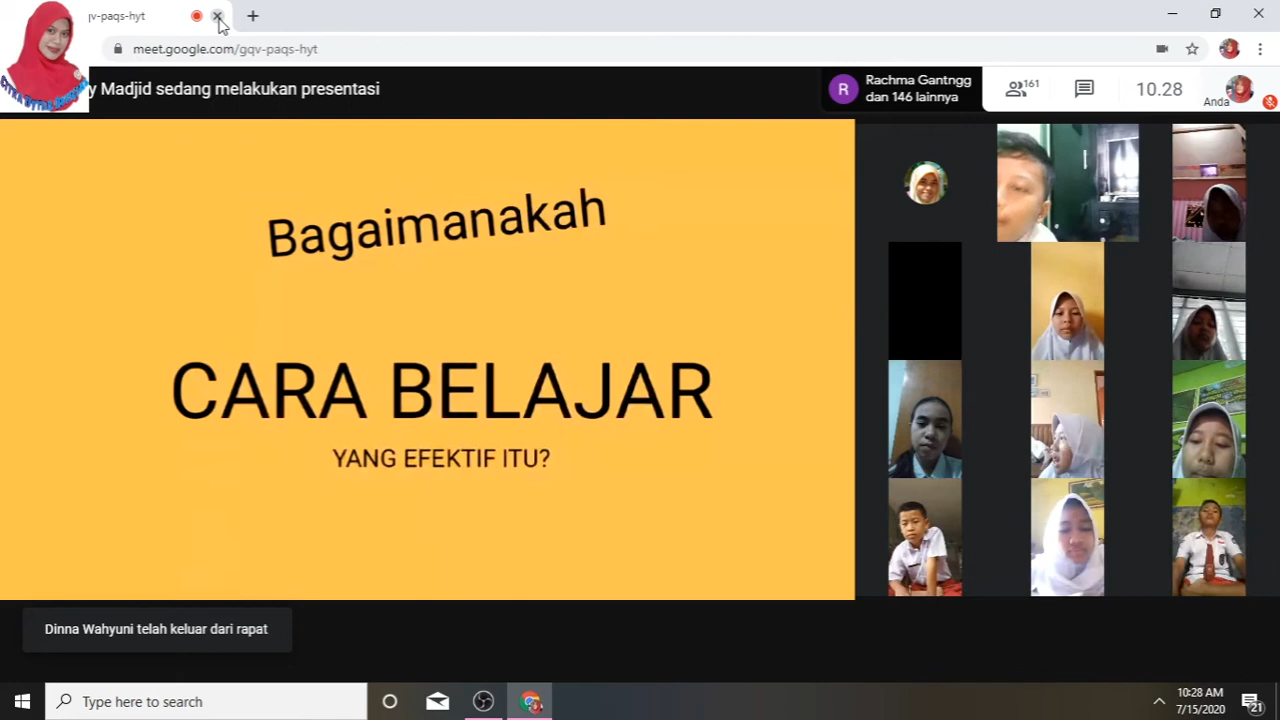 qv-paqs-hyt
meet.google.com/gqv-paqs-hyt
y Madjid sedang melakukan presentasi
Rachma Gantngg
dan 146 lainnya
161
10.28
Anda
R
Bagaimanakah
CARA BELAJAR
YANG EFEKTIF ITU?
Dinna Wahyuni telah keluar dari rapat
Type here to search
10:28 AM
7/15/2020
21